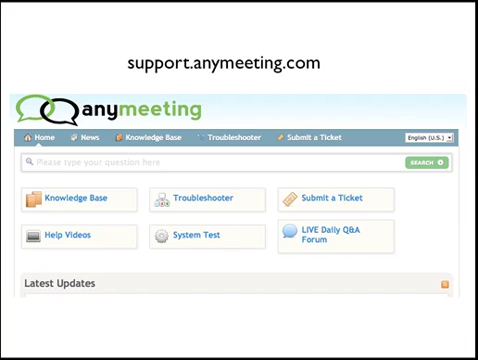 support.anymeeting.com
anymeeting
Home News Knowledge Base Troubleshooter Submit a Ticket English (U.S.)
Please type your question here SEARCH
Knowledge Base Troubleshooter Submit a Ticket
Help Videos System Test LIVE Daily Q&A
Forum
Latest Updates